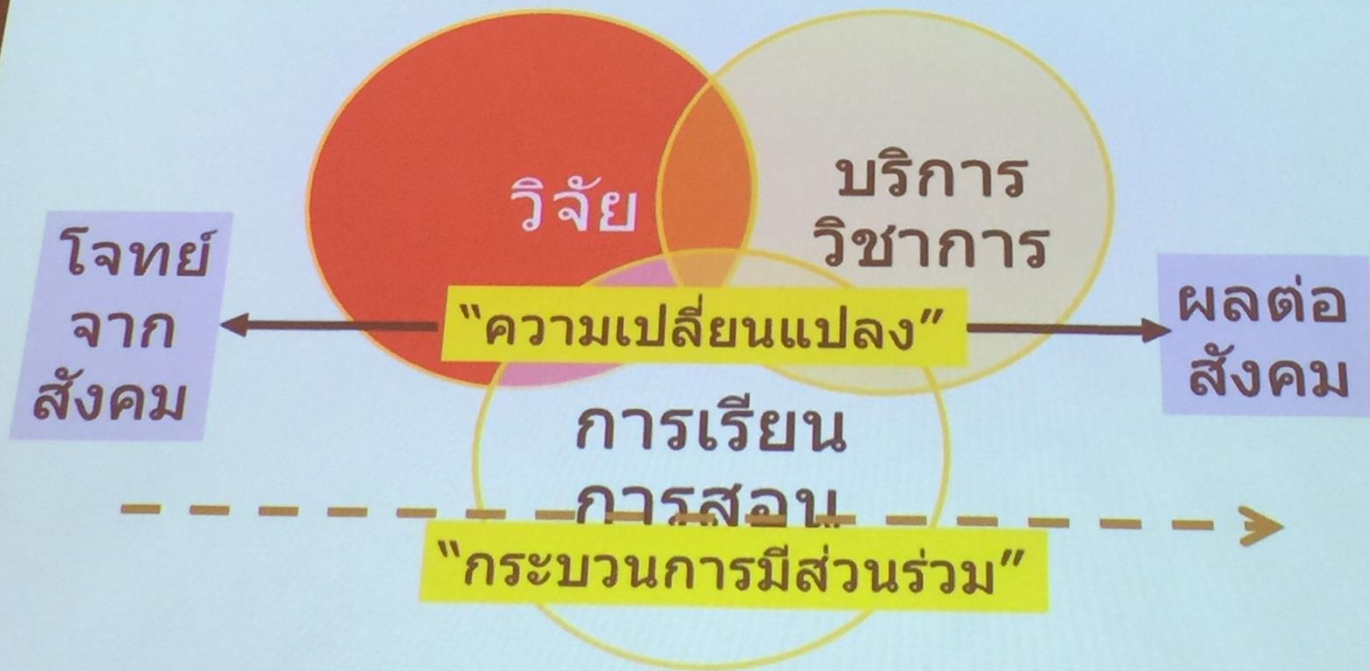 วิจัย
บริการ
วิชาการ
โจทย์
จาก
สังคม
“ความเปลี่ยนแปลง”
ผลต่อ
สังคม
การเรียน
การสอน
“กระบวนการมีส่วนร่วม”